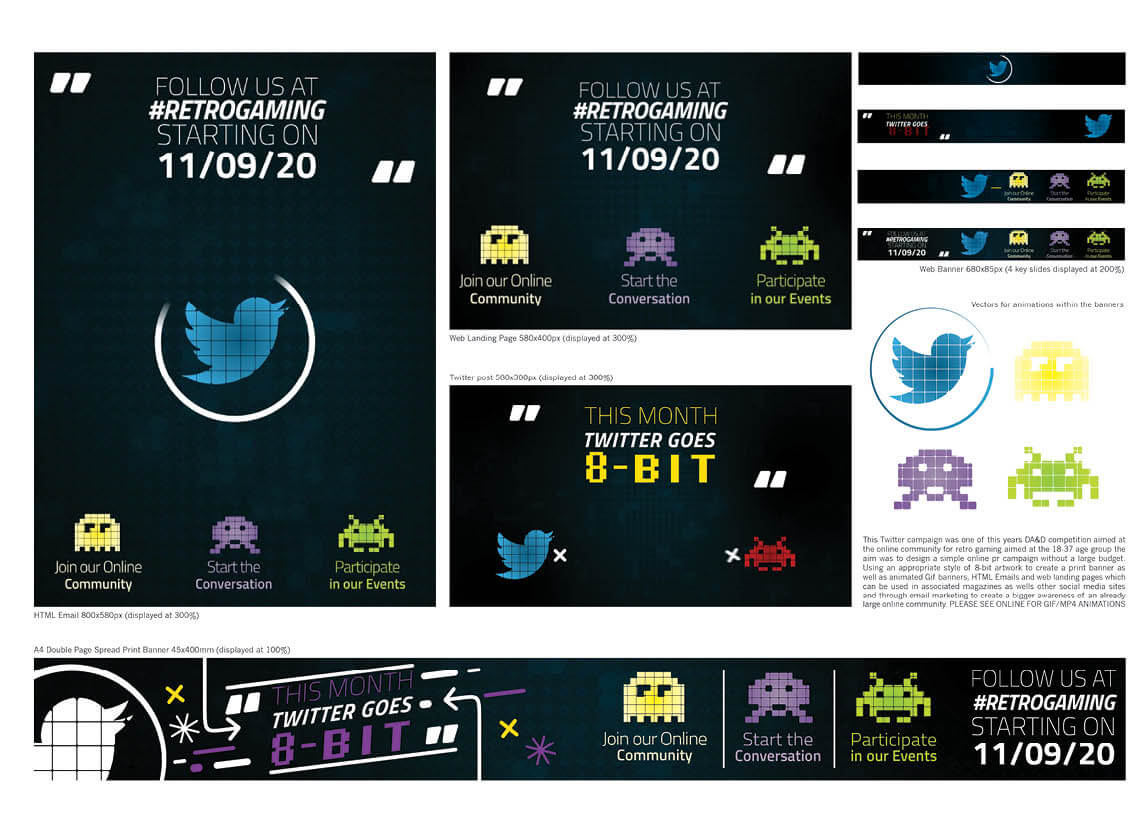 FOLLOW US AT
#RETROGAMING
STARTING ON
11/09/20
Join our Online
Community
Start the
Conversation
Participate
in our Events
HTML Email 800x580px (displayed at 300%)
FOLLOW US AT
#RETROGAMING
STARTING ON
11/09/20
Join our Online
Community
Start the
Conversation
Participate
in our Events
Web Landing Page 580x400px (displayed at 300%)
Twitter post 560x300px (displayed at 300%)
THIS MONTH
TWITTER GOES
8-BIT
THIS MONTH
TWITTER GOES
8-BIT
Join our Online
Community
Start the
Conversation
Participate
in our Events
FOLLOW US AT
#RETROGAMING
STARTING ON
11/09/20
Join our Online
Community
Start the
Conversation
Participate
in our Events
Web Banner 680x85px (4 key slides displayed at 200%)
Vectors for animations within the banners
This Twitter campaign was one of this years DA&D competition aimed at
the online community for retro gaming aimed at the 18-37 age group the
aim was to design a simple online pr campaign without a large budget.
Using an appropriate style of 8-bit artwork to create a print banner as
well as animated Gif banners, HTML Emails and web landing pages which
can be used in associated magazines as wells other social media sites
and through email marketing to create a bigger awareness of an already
large online community. PLEASE SEE ONLINE FOR GIF/MP4 ANIMATIONS
A4 Double Page Spread Print Banner 45x400mm (displayed at 100%)
THIS MONTH
TWITTER GOES
8-BIT
Join our Online
Community
Start the
Conversation
Participate
in our Events
FOLLOW US AT
#RETROGAMING
STARTING ON
11/09/20